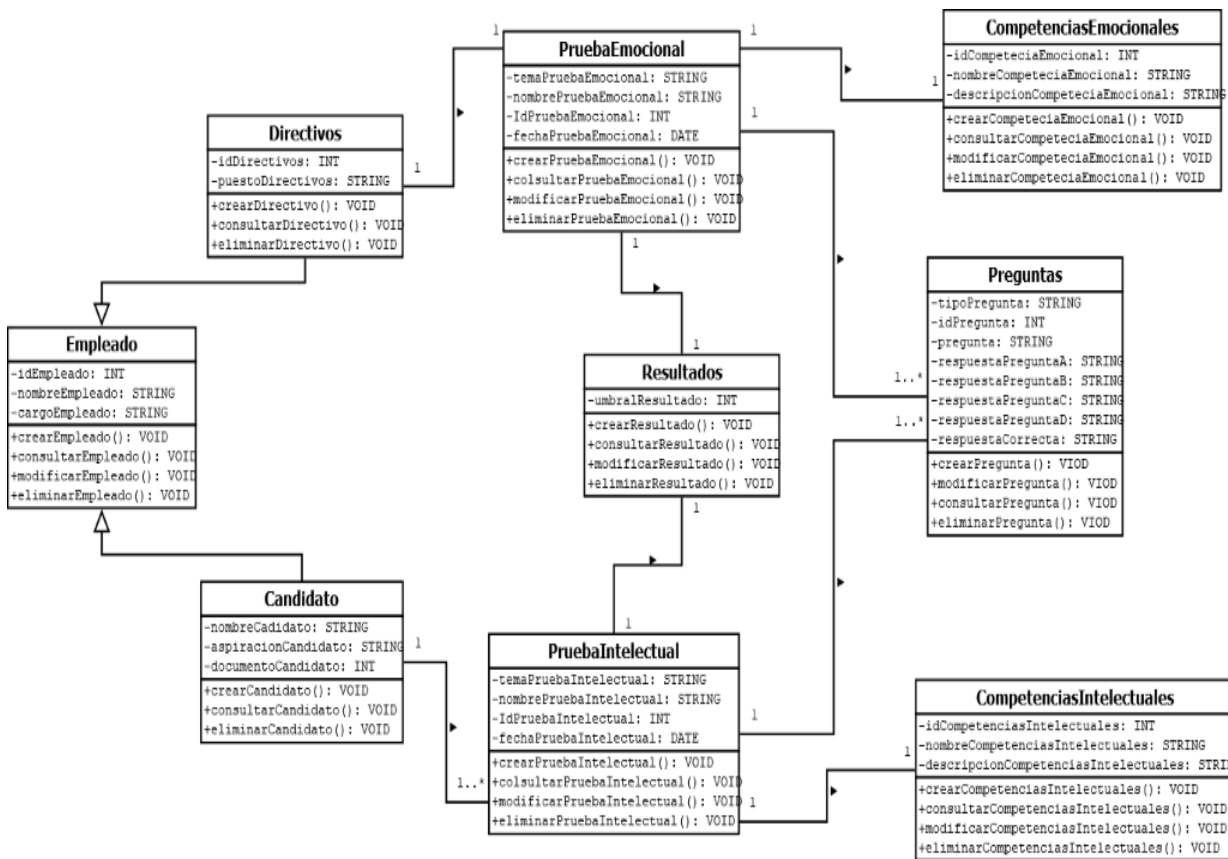 PruebaEmocional
-temaPruebaEmocional: STRING
-nombrePruebaEmocional: STRING
-IdPruebaEmocional: INT
-fechaPruebaEmocional: DATE
+crearPruebaEmocional(): VOID
+colsultarPruebaEmocional(): VOID
+modificarPruebaEmocional(): VOID
+eliminarPruebaEmocional(): VOID
1
1
1
1
CompetenciasEmocionales
-idCompeteciaEmocional: INT
-nombreCompeteciaEmocional: STRING
-descripcionCompeteciaEmocional: STRING
+crearCompeteciaEmocional(): VOID
+consultarCompeteciaEmocional(): VOID
+modificarCompeteciaEmocional(): VOID
+eliminarCompeteciaEmocional(): VOID
1
Directivos
-idDirectivos: INT
-puestoDirectivos: STRING
+crearDirectivo(): VOID
+consultarDirectivo(): VOID
+eliminarDirectivo(): VOID
1
Empleado
-idEmpleado: INT
-nombreEmpleado: STRING
-cargoEmpleado: STRING
+crearEmpleado(): VOID
+consultarEmpleado(): VOID
+modificarEmpleado(): VOID
+eliminarEmpleado(): VOID
Resultados
-umbralResultado: INT
+crearResultado(): VOID
+consultarResultado(): VOID
+modificarResultado(): VOID
+eliminarResultado(): VOID
1
1
Preguntas
-tipoPregunta: STRING
-idPregunta: INT
-pregunta: STRING
-respuestaPreguntaA: STRING
-respuestaPreguntaB: STRING
-respuestaPreguntaC: STRING
-respuestaPreguntaD: STRING
-respuestaCorrecta: STRING
+crearPregunta(): VIOD
+modificarPregunta(): VIOD
+consultarPregunta(): VIOD
+eliminarPregunta(): VIOD
1..*
1..*
Candidato
-nombreCadidato: STRING
-aspiracionCandidato: STRING
-documentoCandidato: INT
+crearCandidato(): VOID
+consultarCandidato(): VOID
+eliminarCandidato(): VOID
1
1..*
PruebaIntelectual
-temaPruebaIntelectual: STRING
-nombrePruebaIntelectual: STRING
-IdPruebaIntelectual: INT
-fechaPruebaIntelectual: DATE
+crearPruebaIntelectual(): VOID
+colsultarPruebaIntelectual(): VOID
+modificarPruebaIntelectual(): VOID
+eliminarPruebaIntelectual(): VOID
1
1
1
CompetenciasIntelectuales
-idCompetenciasIntelectuales: INT
-nombreCompetenciasIntelectuales: STRING
-descripcionCompetenciasIntelectuales: STRI
+crearCompetenciasIntelectuales(): VOID
+consultarCompetenciasIntelectuales(): VOID
+modificarCompetenciasIntelectuales(): VOID
+eliminarCompetenciasIntelectuales(): VOID
1